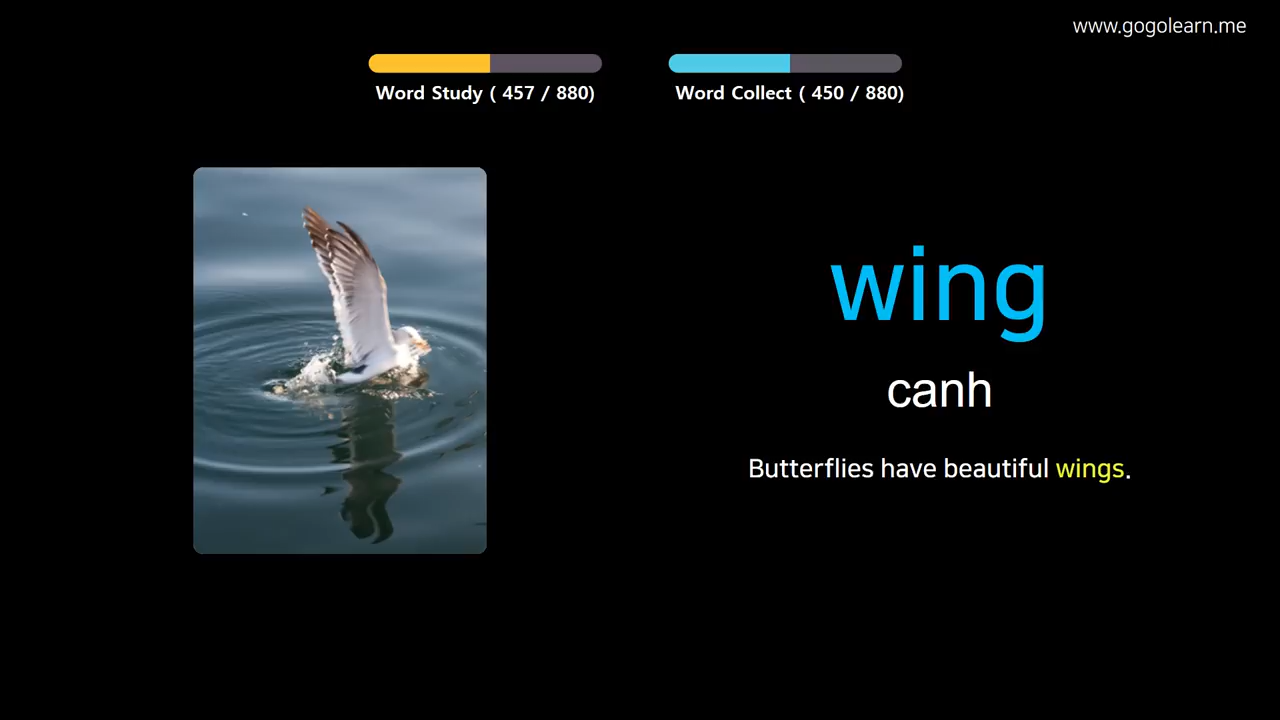 www.gogolearn.me
Word Study ( 457 / 880)
Word Collect ( 450 / 880)
wing
canh
Butterflies have beautiful wings.